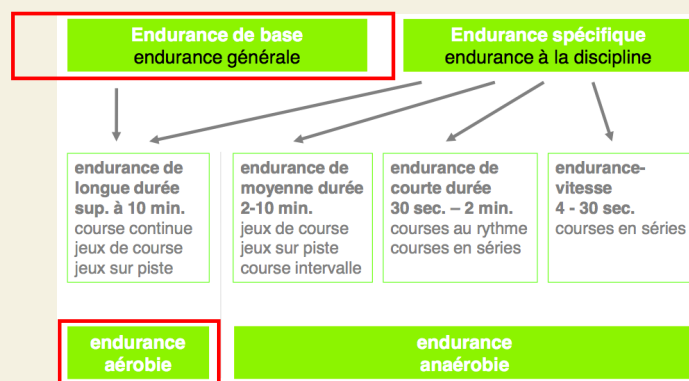 Endurance de base
endurance générale
Endurance spécifique
endurance à la discipline
endurance de
longue durée
sup. à 10 min.
course continue
jeux de course
jeux sur piste
endurance de
moyenne durée
2-10 min.
jeux de course
jeux sur piste
course intervalle
endurance de
courte durée
30 sec. – 2 min.
courses au rythme
courses en séries
endurance-
vitesse
4 - 30 sec.
courses en séries
endurance
aérobie
endurance
anaérobie